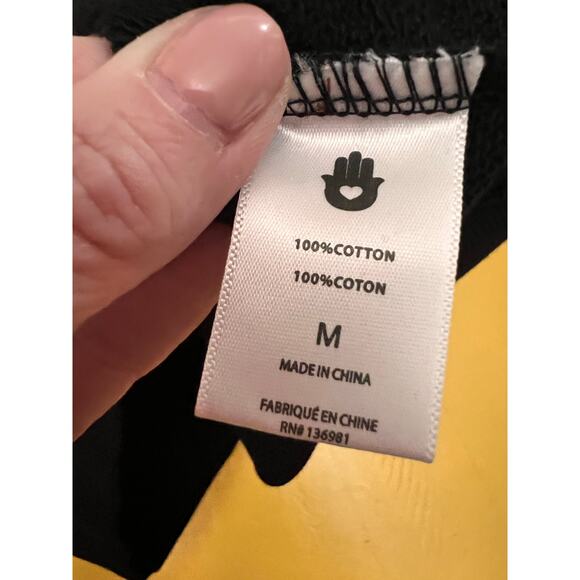 100%COTTON
100%COTON
M
MADE IN CHINA
FABRIQUÉ EN CHINE
RN# 136981